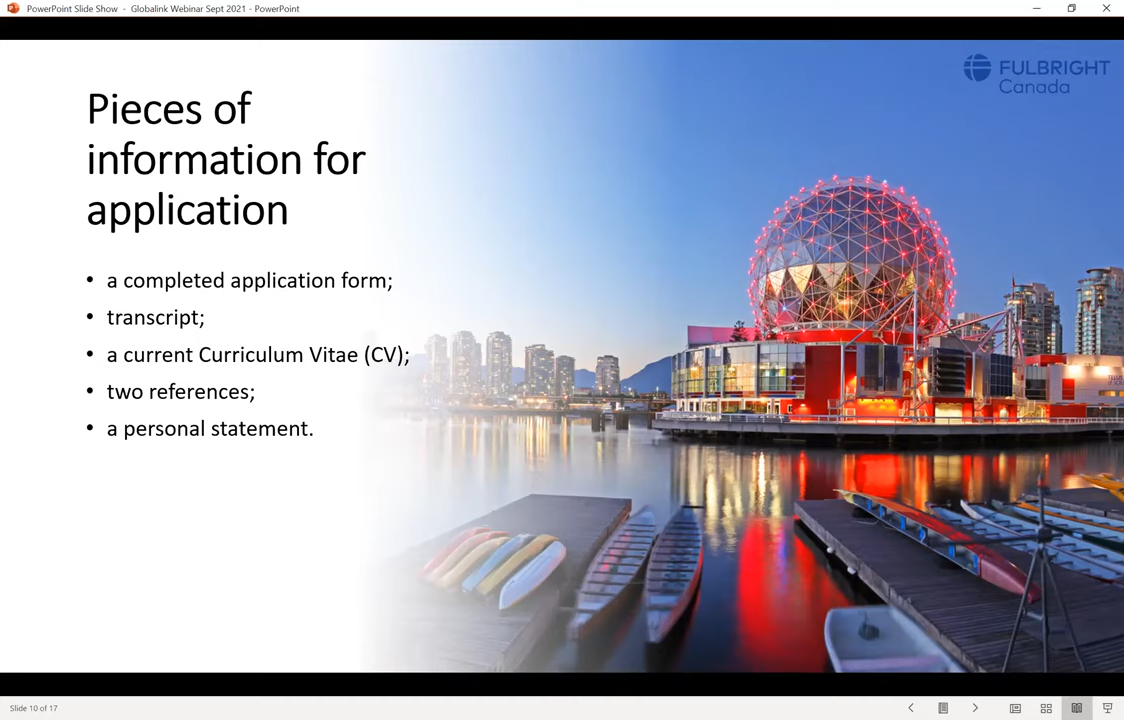 PowerPoint Slide Show - Globalink Webinar Sept 2021 - PowerPoint
FULBRIGHT
Canada
Pieces of
information for
application
• a completed application form;
• transcript;
• a current Curriculum Vitae (CV);
• two references;
• a personal statement.
Slide 10 of 17